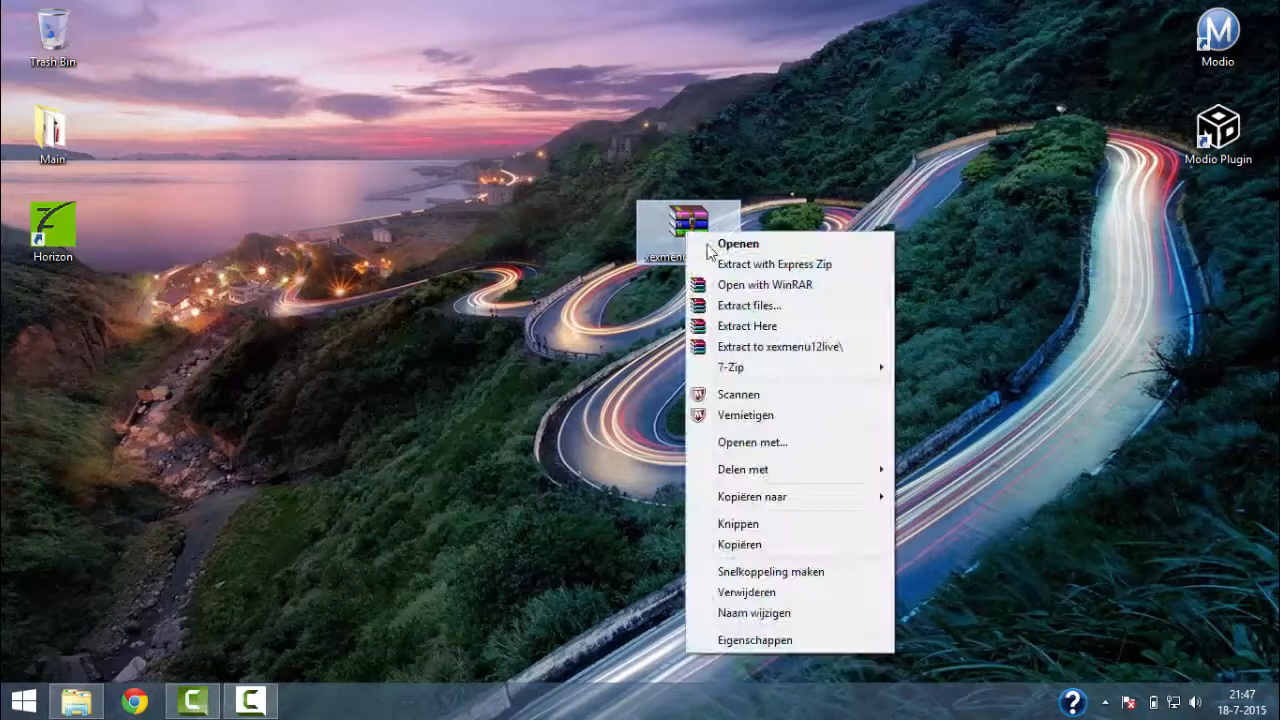 Trash Bin
Main
Horizon
Modio
Modio Plugin
xexmenu
Openen
Extract with Express Zip
Open with WinRAR
Extract files...
Extract Here
Extract to xexmenu12live\
7-Zip
Scannen
Vernietigen
Openen met...
Delen met
Kopiëren naar
Knippen
Kopiëren
Snelkoppeling maken
Verwijderen
Naam wijzigen
Eigenschappen
21:47
18-7-2015